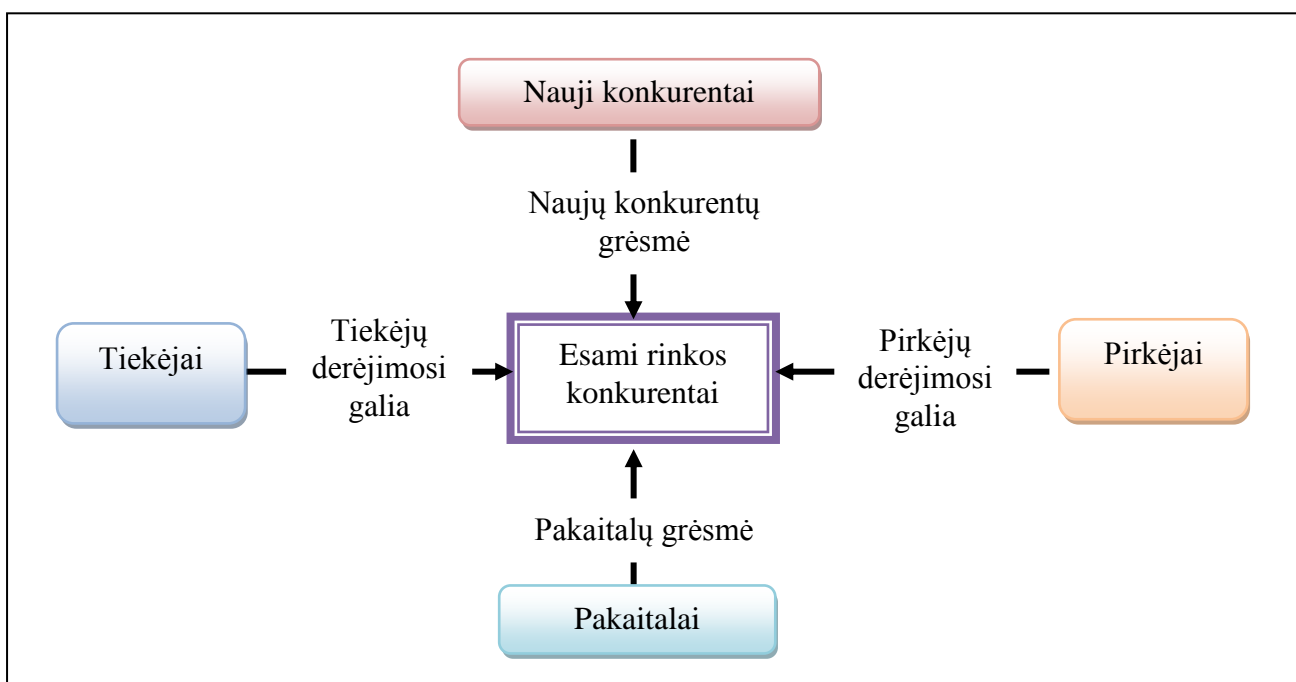 Nauji konkurentai
Naujų konkurentų
grėsmė
Tiekėjai
Tiekėjų
derėjimosi
galia
Esami rinkos
konkurentai
Pirkėjų
derėjimosi
galia
Pirkėjai
Pakaitalų grėsmė
Pakaitalai